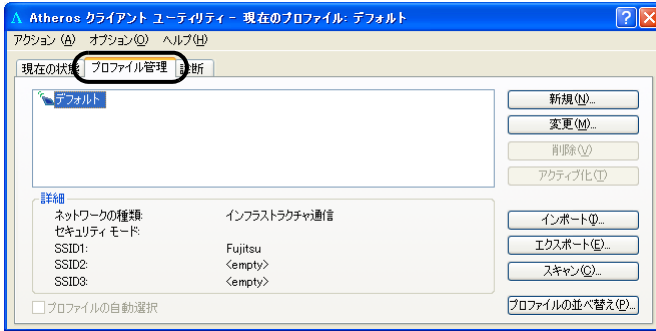 Atheros クライアント ユーティリティ - 現在のプロファイル: デフォルト
アクション (A) オプション(O) ヘルプ(H)
現在の状態 プロファイル管理 診断
デフォルト
新規(N)...
変更(M)...
削除(V)
アクティブ化(T)
詳細
ネットワークの種類: インフラストラクチャ通信
セキュリティ モード:
SSID1: Fujitsu
SSID2: <empty>
SSID3: <empty>
インポート(I)...
エクスポート(E)...
スキャン(C)...
プロファイルの自動選択
プロファイルの並べ替え(P)...